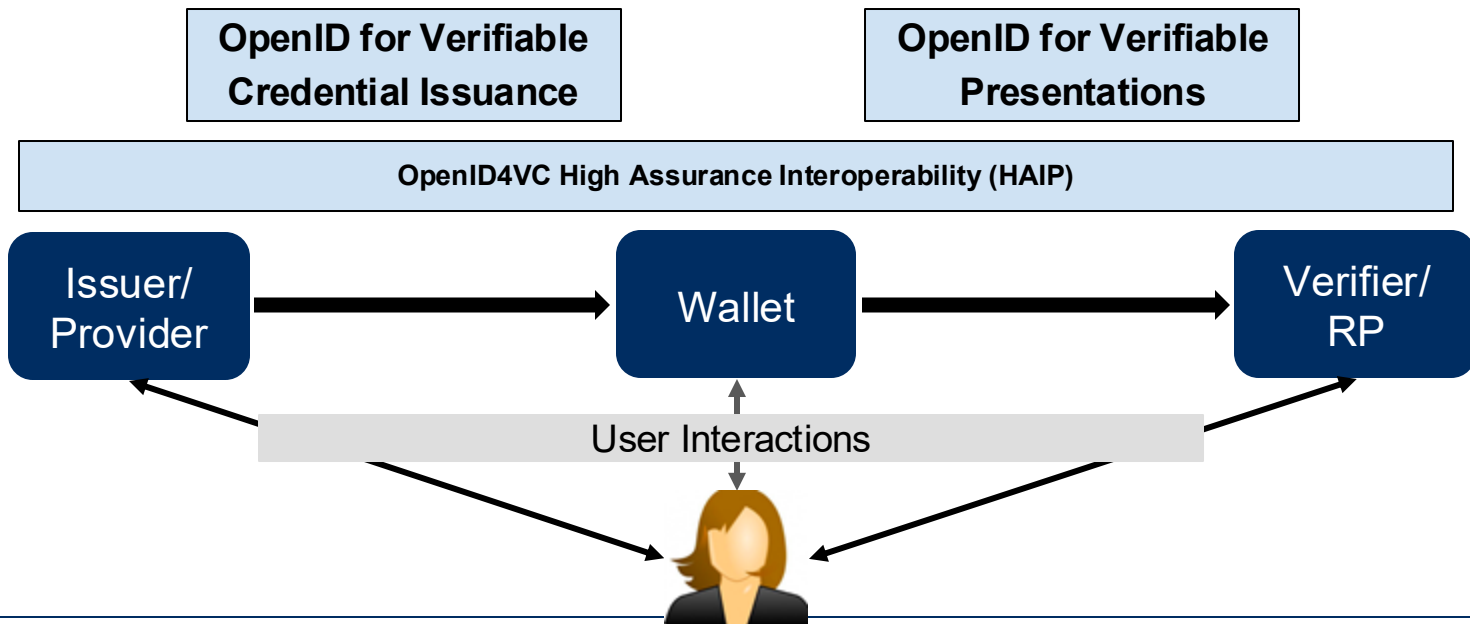 OpenID for Verifiable
Credential Issuance
OpenID for Verifiable
Presentations
OpenID4VC High Assurance Interoperability (HAIP)
Issuer/
Provider
Wallet
Verifier/
RP
User Interactions